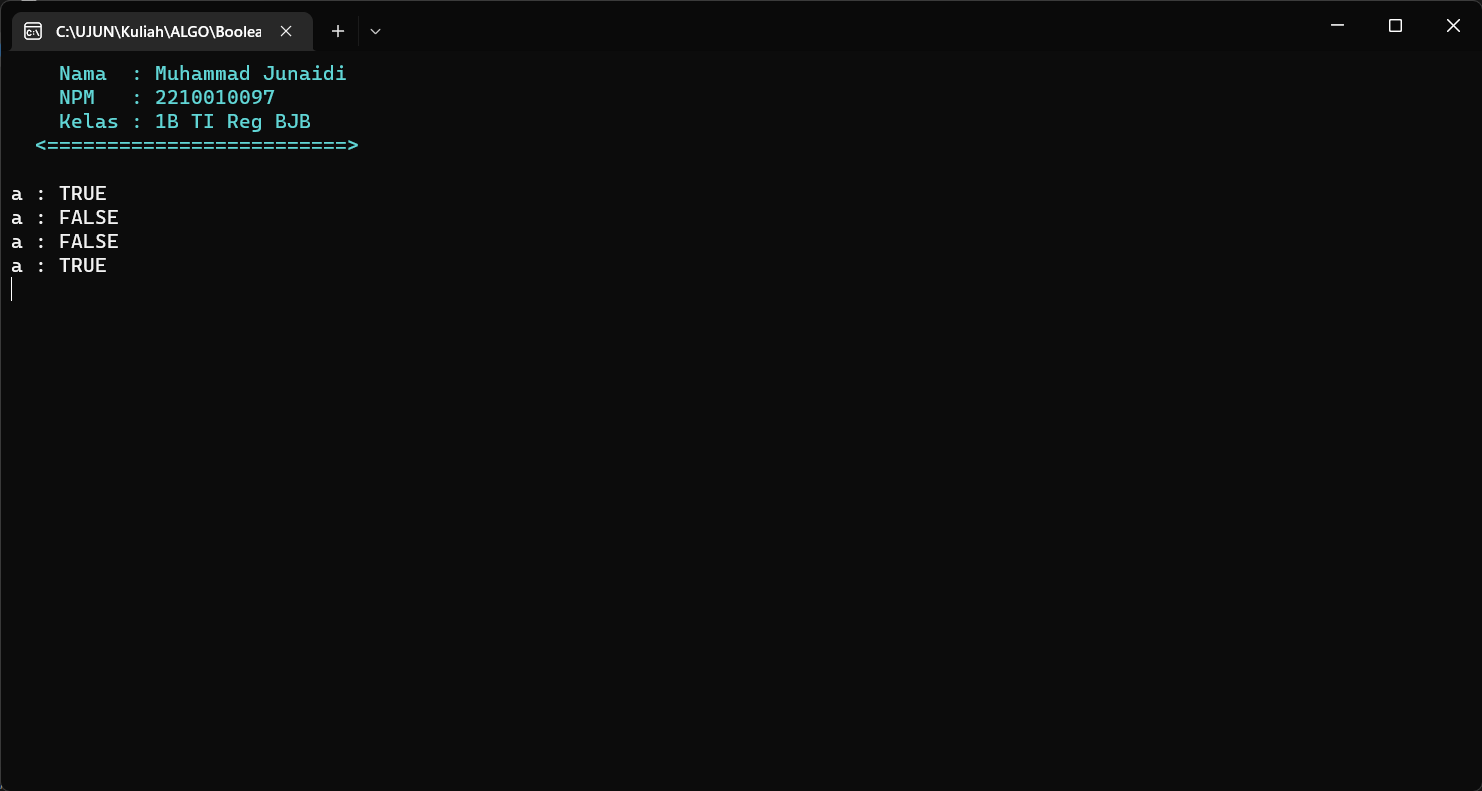 C:\UJUN\Kuliah\ALGO\Boolea
Nama : Muhammad Junaidi
NPM : 2210010097
Kelas : 1B TI Reg BJB
<=========================>
a : TRUE
a : FALSE
a : FALSE
a : TRUE